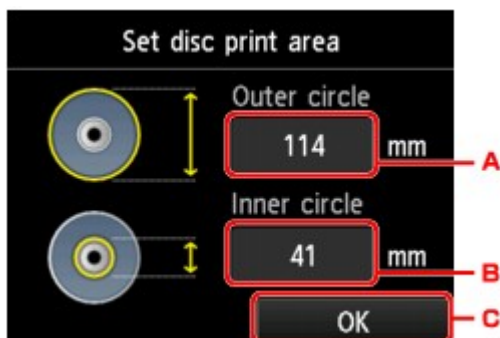 Set disc print area
Outer circle
114 mm
A
Inner circle
41 mm
B
OK
C